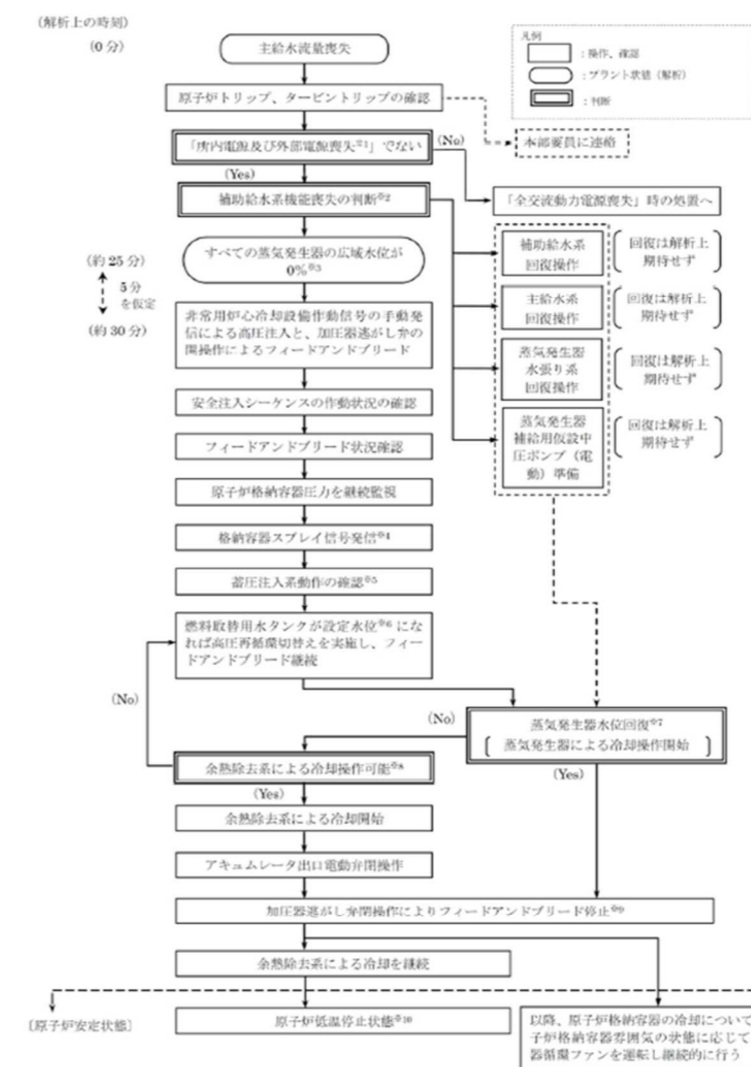 (解析上の時刻)
(0 分)
主給水流量喪失
凡例
：操作、確認
：プラント状態（解析）
：判断
原子炉トリップ、タービントリップの確認
本部要員に連絡
「所内電源及び外部電源喪失※1」でない
(No)
(Yes)
「全交流動力電源喪失」時の処置へ
補助給水系機能喪失の判断※2
補助給水系
回復操作
回復は解析上
期待せず
すべての蒸気発生器の広域水位が
0%※3
(約 25 分)
5 分
を仮定
(約 30 分)
主給水系
回復操作
回復は解析上
期待せず
非常用炉心冷却設備作動信号の手動発
信による高圧注入と、加圧器逃がし弁の
開操作によるフィードアンドブリード
蒸気発生器
水張り系
回復操作
回復は解析上
期待せず
安全注入シーケンスの作動状況の確認
蒸気発生器
補給用仮設中
圧ポンプ（電
動）準備
回復は解析上
期待せず
フィードアンドブリード状況確認
原子炉格納容器圧力を継続監視
格納容器スプレイ信号発信※4
蓄圧注入系動作の確認※5
燃料取替用水タンクが設定水位※6 にな
れば高圧再循環切替えを実施し、フィー
ドアンドブリード継続
(No)
(No)
蒸気発生器水位回復※7
蒸気発生器による冷却操作開始
余熱除去系による冷却操作可能※8
(Yes)
(Yes)
余熱除去系による冷却開始
アキュムレータ出口電動弁閉操作
加圧器逃がし弁閉操作によりフィードアンドブリード停止※9
余熱除去系による冷却を継続
〔原子炉安定状態〕
原子炉低温停止状態※10
以降、原子炉格納容器の冷却について
子炉格納容器雰囲気の状態に応じて
器循環ファンを運転し継続的に行う